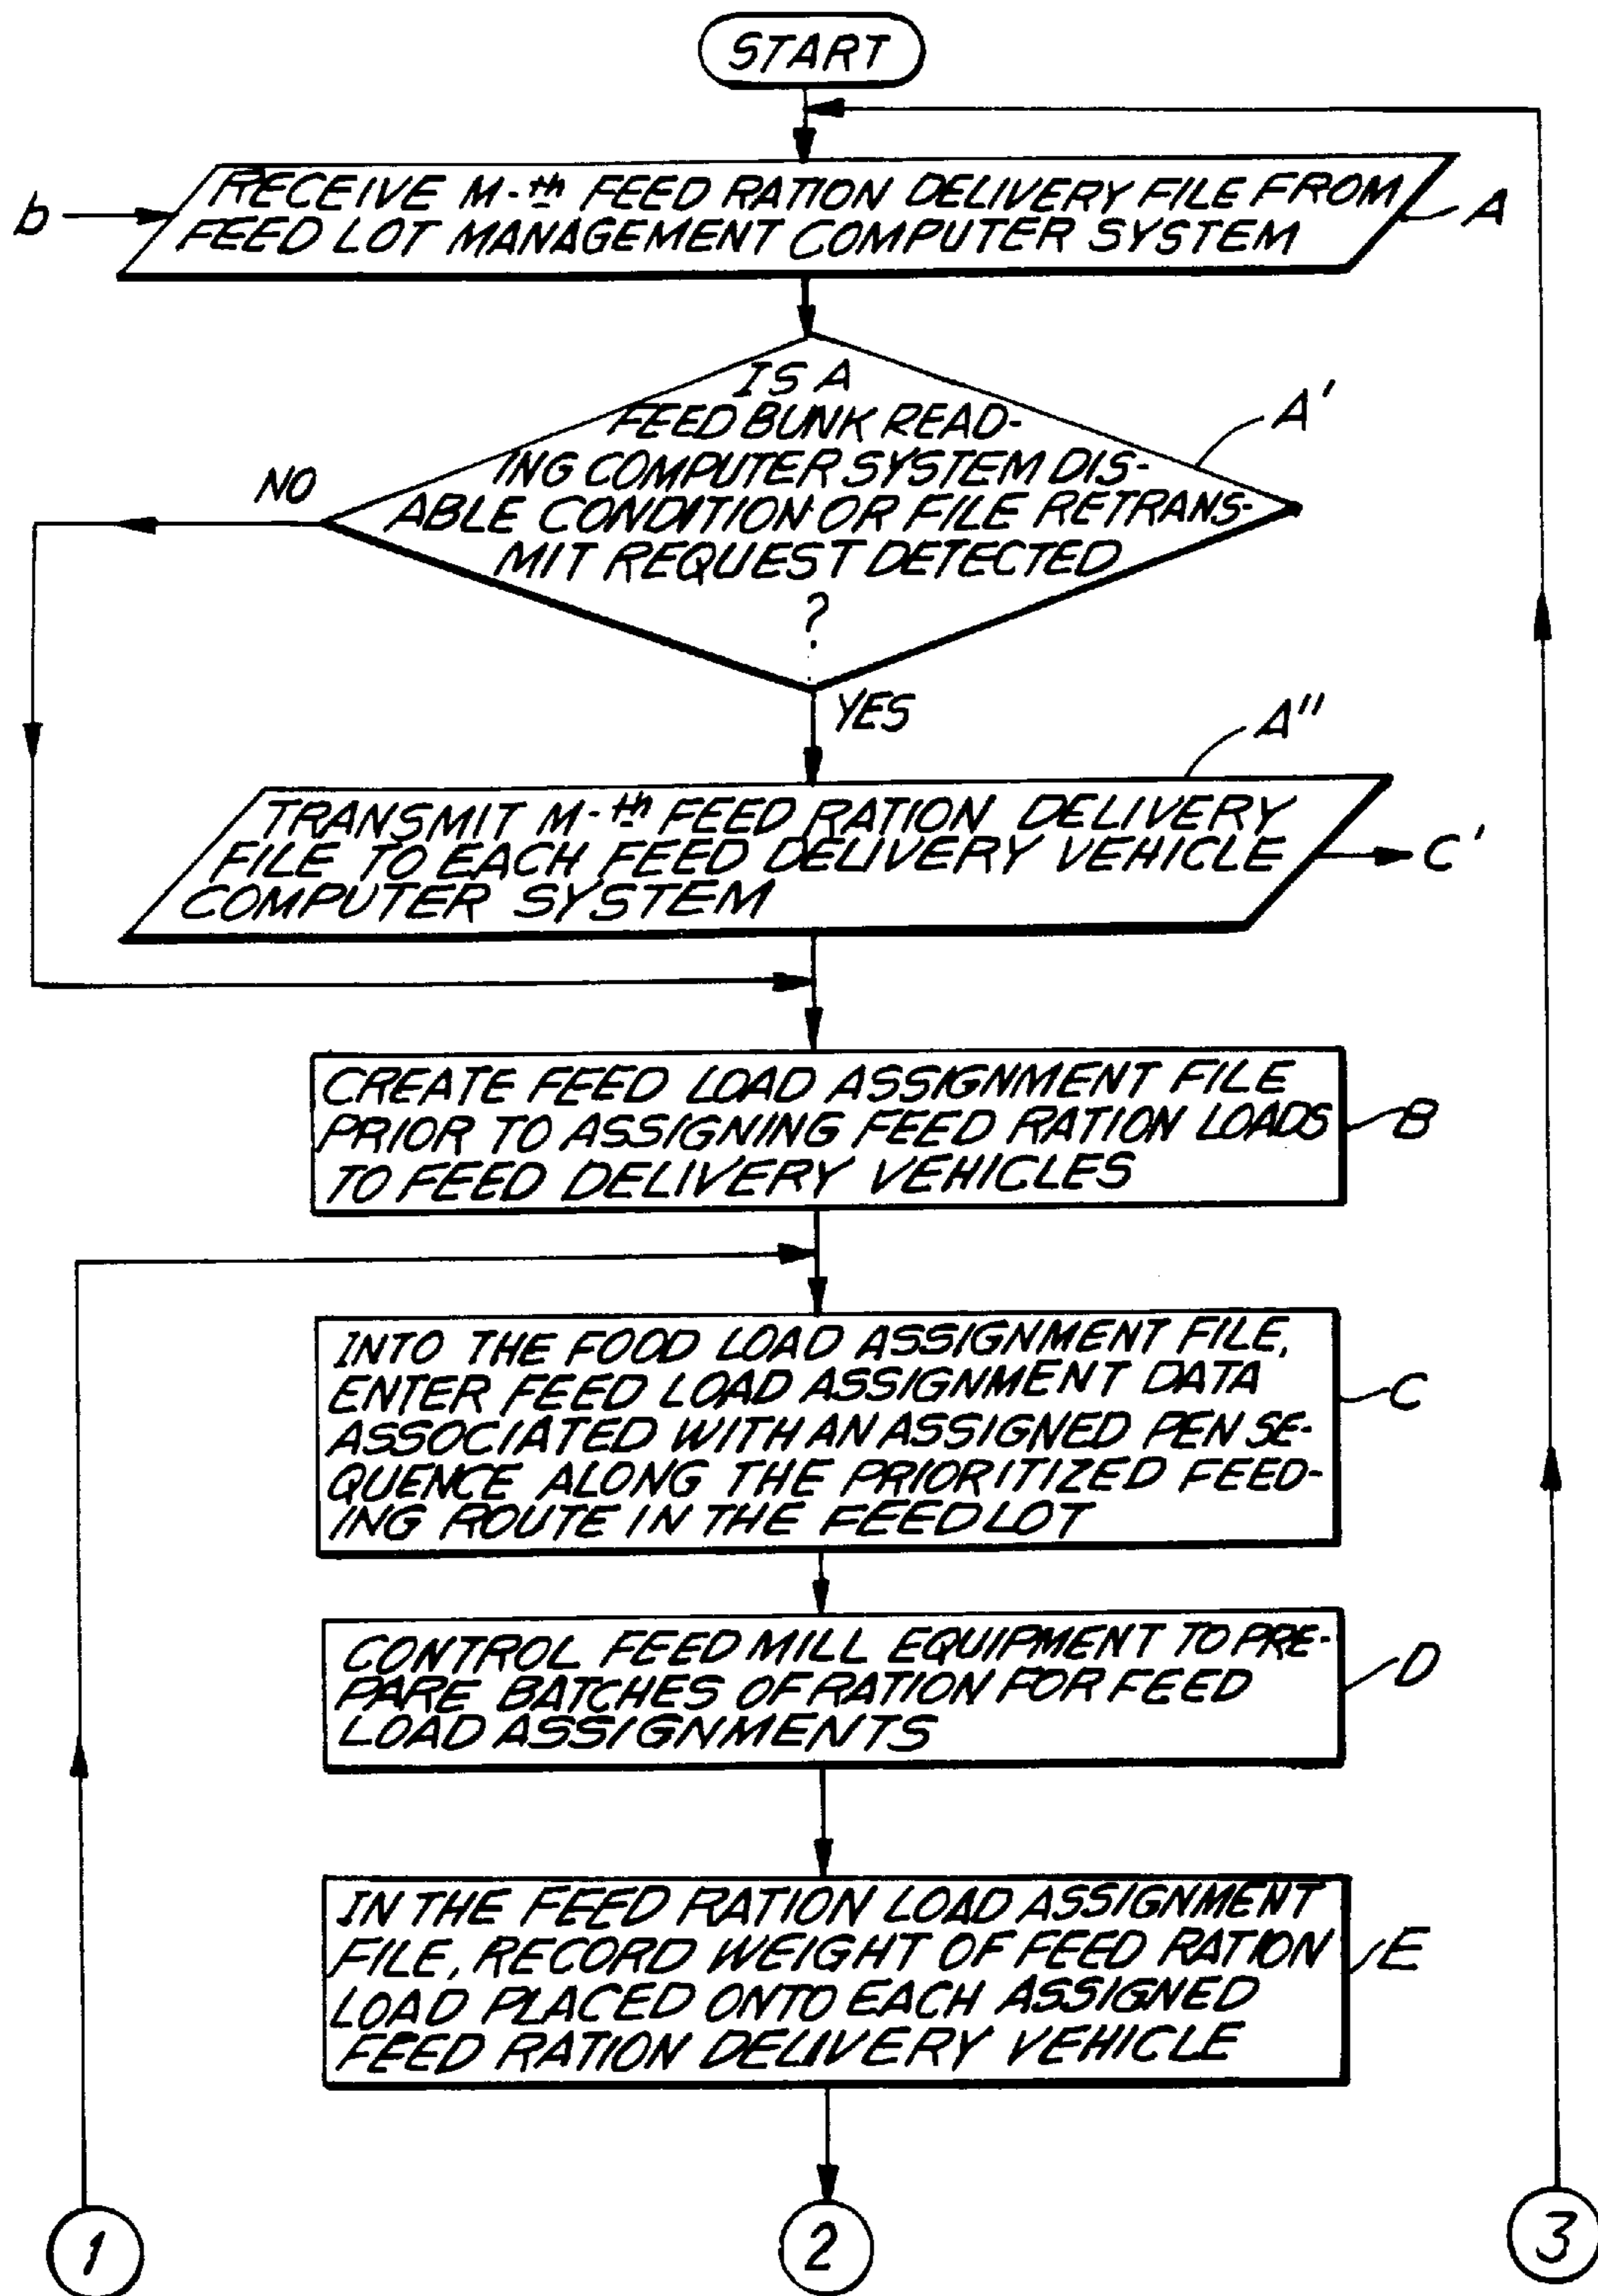 START
RECEIVE M-th FEED RATION DELIVERY FILE FROM
FEED LOT MANAGEMENT COMPUTER SYSTEM
b
A
IS A
FEED BUNK READ-
ING COMPUTER SYSTEM DIS-
ABLE CONDITION OR FILE RETRANS-
MIT REQUEST DETECTED
?
A'
NO
YES
A"
TRANSMIT M-th FEED RATION DELIVERY
FILE TO EACH FEED DELIVERY VEHICLE
COMPUTER SYSTEM
C'
CREATE FEED LOAD ASSIGNMENT FILE
PRIOR TO ASSIGNING FEED RATION LOADS
TO FEED DELIVERY VEHICLES
B
INTO THE FOOD LOAD ASSIGNMENT FILE,
ENTER FEED LOAD ASSIGNMENT DATA
ASSOCIATED WITH AN ASSIGNED PEN SE-
QUENCE ALONG THE PRIORITIZED FEED-
ING ROUTE IN THE FEEDLOT
C
CONTROL FEED MILL EQUIPMENT TO PRE-
PARE BATCHES OF RATION FOR FEED
LOAD ASSIGNMENTS
D
IN THE FEED RATION LOAD ASSIGNMENT
FILE, RECORD WEIGHT OF FEED RATION
LOAD PLACED ONTO EACH ASSIGNED
FEED RATION DELIVERY VEHICLE
E
1
2
3